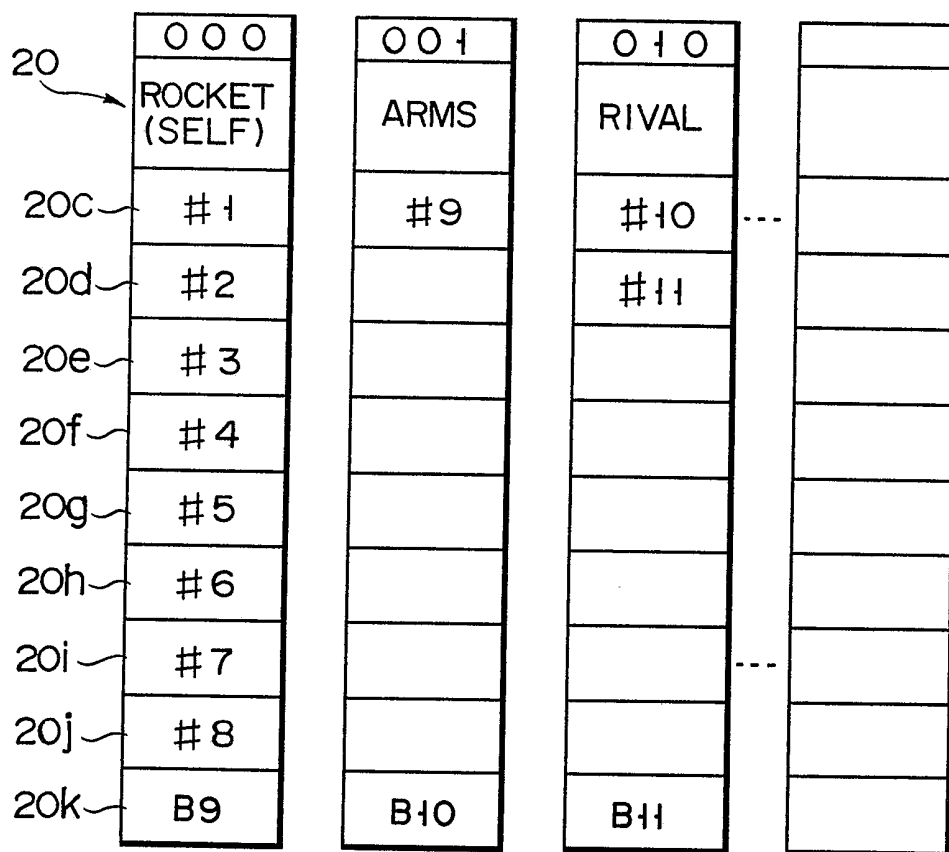 000 001 010
20 ROCKET (SELF) ARMS RIVAL
20c #1 #9 #10 ---
20d #2 #11
20e #3
20f #4
20g #5
20h #6
20i #7 ---
20j #8
20k B9 B10 B11